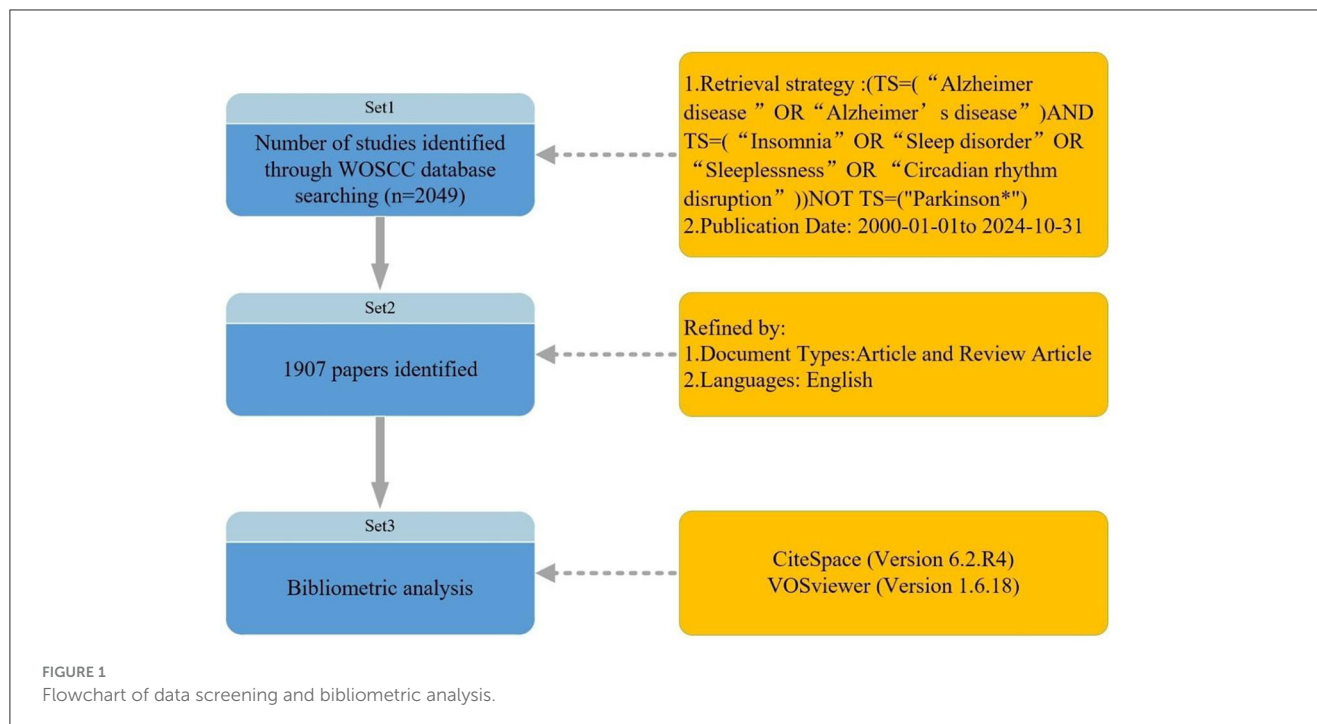 Set1
Number of studies identified
through WOSCC database
searching (n=2049)
1.Retrieval strategy :(TS=(“Alzheimer
disease ” OR “Alzheimer’ s disease” )AND
TS=( “Insomnia” OR “Sleep disorder” OR
“Sleeplessness” OR “Circadian rhythm
disruption” ))NOT TS=("Parkinson*")
2.Publication Date: 2000-01-01to 2024-10-31
Set2
1907 papers identified
Refined by:
1.Document Types:Article and Review Article
2.Languages: English
Set3
Bibliometric analysis
CiteSpace (Version 6.2.R4)
VOSviewer (Version 1.6.18)
FIGURE 1
Flowchart of data screening and bibliometric analysis.